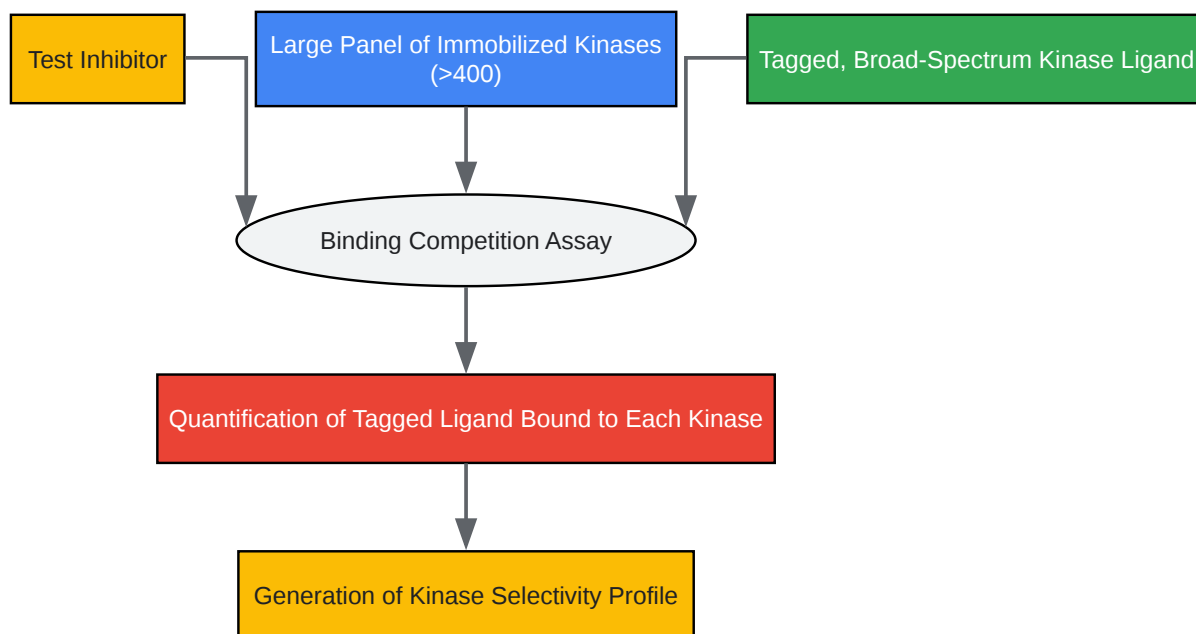 Test Inhibitor
Large Panel of Immobilized Kinases
(>400)
Tagged, Broad-Spectrum Kinase Ligand
Binding Competition Assay
Quantification of Tagged Ligand Bound to Each Kinase
Generation of Kinase Selectivity Profile